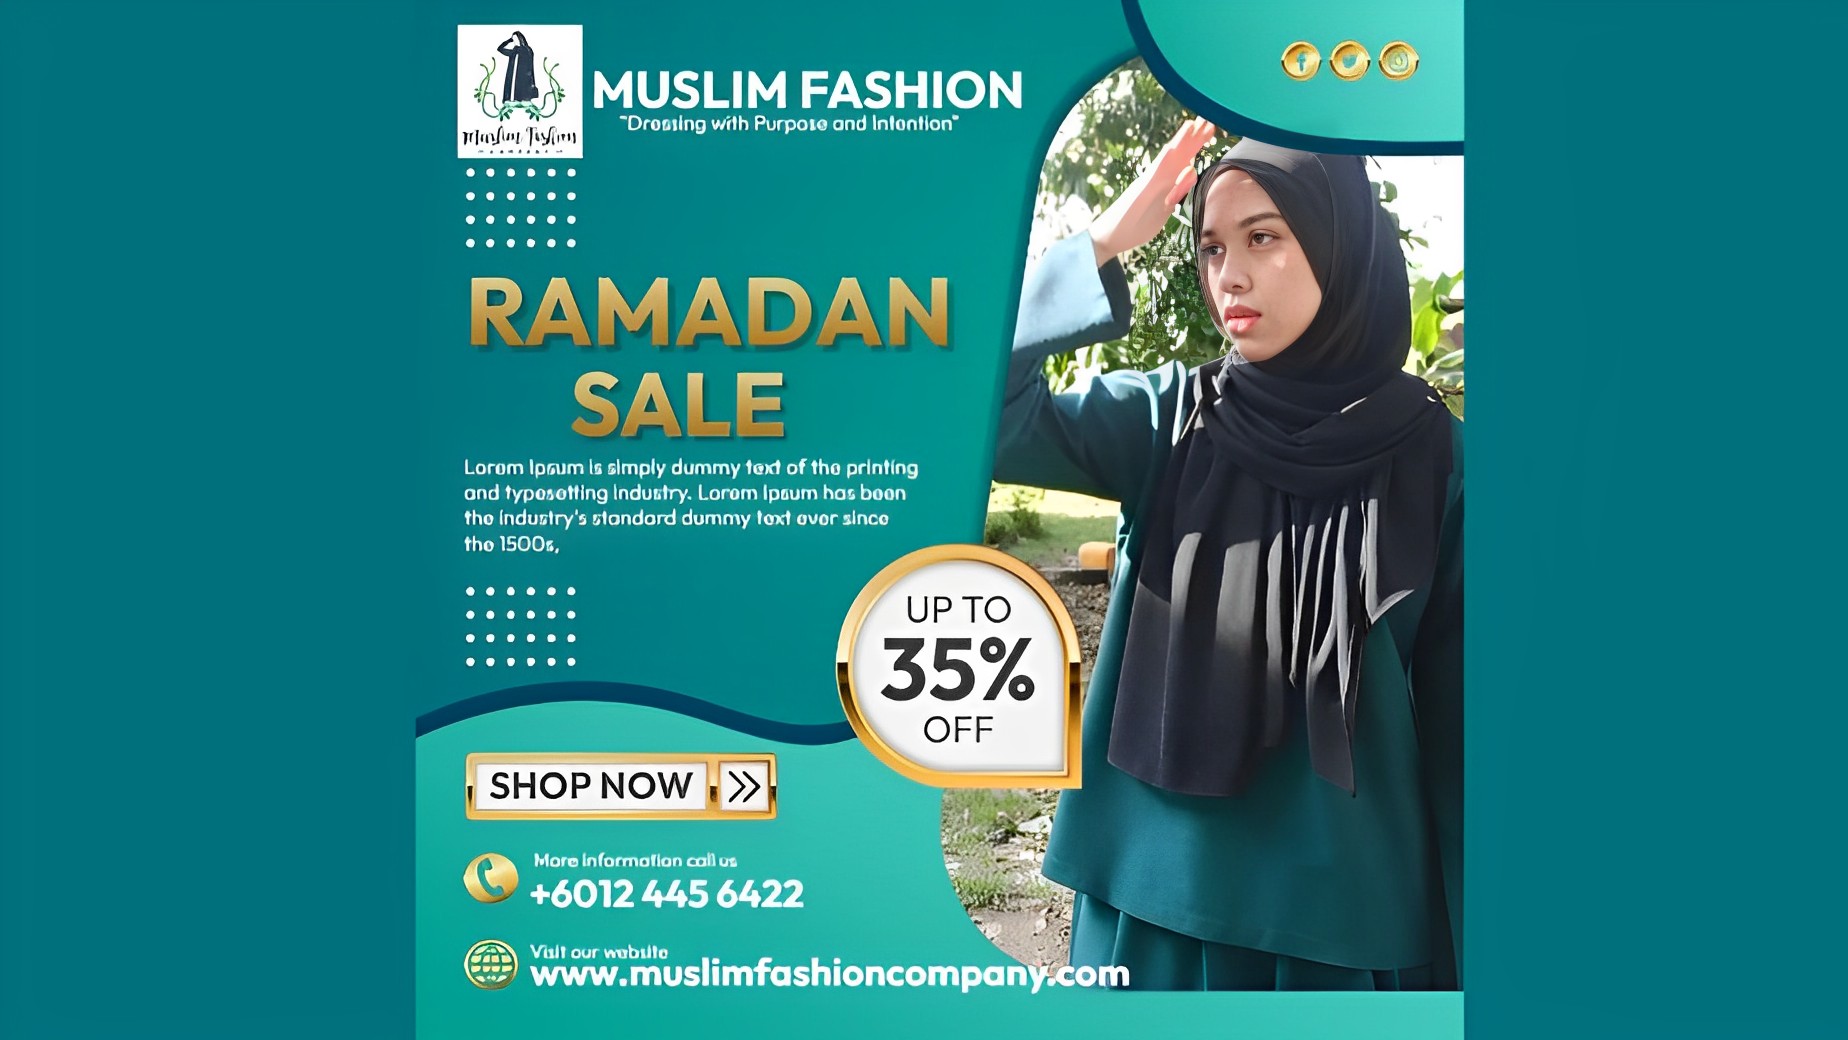 Muslim Fashion
MUSLIM FASHION
"Dressing with Purpose and Intention"
RAMADAN
SALE
Lorem Ipsum is simply dummy text of the printing
and typesetting industry. Lorem Ipsum has been
the industry's standard dummy text ever since
the 1500s,
UP TO
35%
OFF
SHOP NOW
More information call us
+6012 445 6422
Visit our website
www.muslimfashioncompany.com